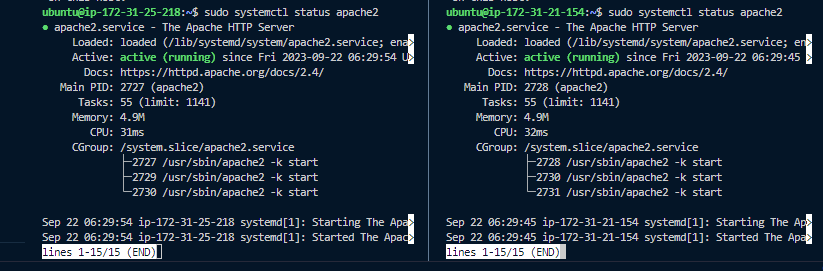 ubuntu@ip-172-31-25-218:~$ sudo systemctl status apache2
● apache2.service - The Apache HTTP Server
Loaded: loaded (/lib/systemd/system/apache2.service; ena>
Active: active (running) since Fri 2023-09-22 06:29:54 U>
Docs: https://httpd.apache.org/docs/2.4/
Main PID: 2727 (apache2)
Tasks: 55 (limit: 1141)
Memory: 4.9M
CPU: 31ms
CGroup: /system.slice/apache2.service
├─2727 /usr/sbin/apache2 -k start
├─2729 /usr/sbin/apache2 -k start
└─2730 /usr/sbin/apache2 -k start
Sep 22 06:29:54 ip-172-31-25-218 systemd[1]: Starting The Apa>
Sep 22 06:29:54 ip-172-31-25-218 systemd[1]: Started The Apac>
lines 1-15/15 (END)
ubuntu@ip-172-31-21-154:~$ sudo systemctl status apache2
● apache2.service - The Apache HTTP Server
Loaded: loaded (/lib/systemd/system/apache2.service; en>
Active: active (running) since Fri 2023-09-22 06:29:45 >
Docs: https://httpd.apache.org/docs/2.4/
Main PID: 2728 (apache2)
Tasks: 55 (limit: 1141)
Memory: 4.9M
CPU: 32ms
CGroup: /system.slice/apache2.service
├─2728 /usr/sbin/apache2 -k start
├─2730 /usr/sbin/apache2 -k start
└─2731 /usr/sbin/apache2 -k start
Sep 22 06:29:45 ip-172-31-21-154 systemd[1]: Starting The Ap>
Sep 22 06:29:45 ip-172-31-21-154 systemd[1]: Started The Apa>
lines 1-15/15 (END)